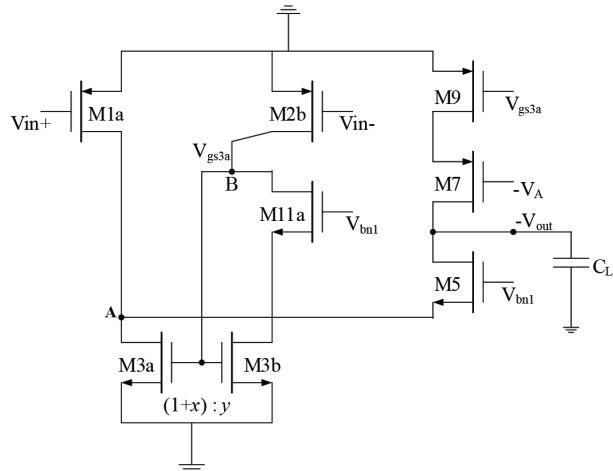 M1a
Vin+
M2b
Vin-
M9
Vgs3a
Vgs3a
B
M7
-VA
M11a
Vbn1
-Vout
CL
M5
Vbn1
A
M3a
M3b
(1+x) : y